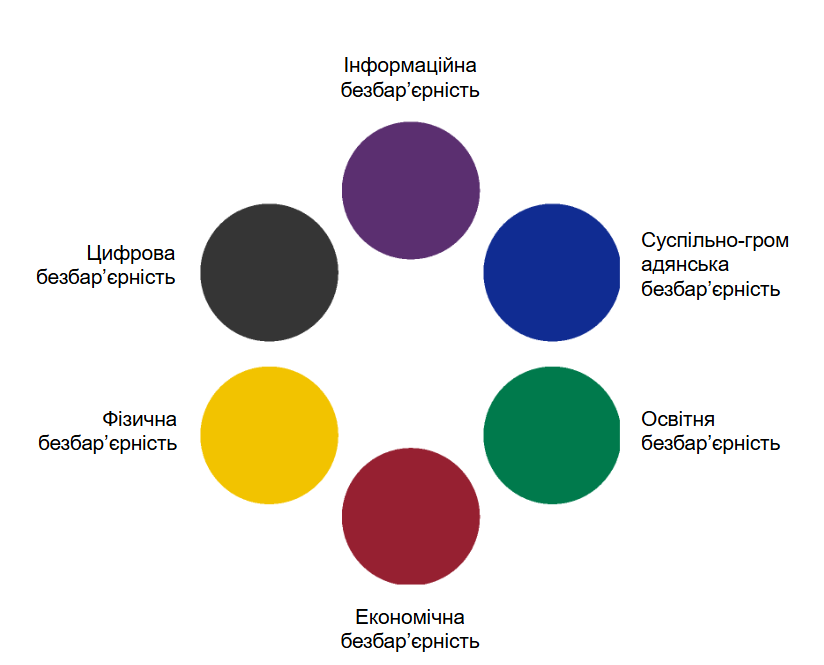 Інформаційна
безбар’єрність
Цифрова
безбар’єрність
Суспільно-гром
адянська
безбар’єрність
Фізична
безбар’єрність
Освітня
безбар’єрність
Економічна
безбар’єрність